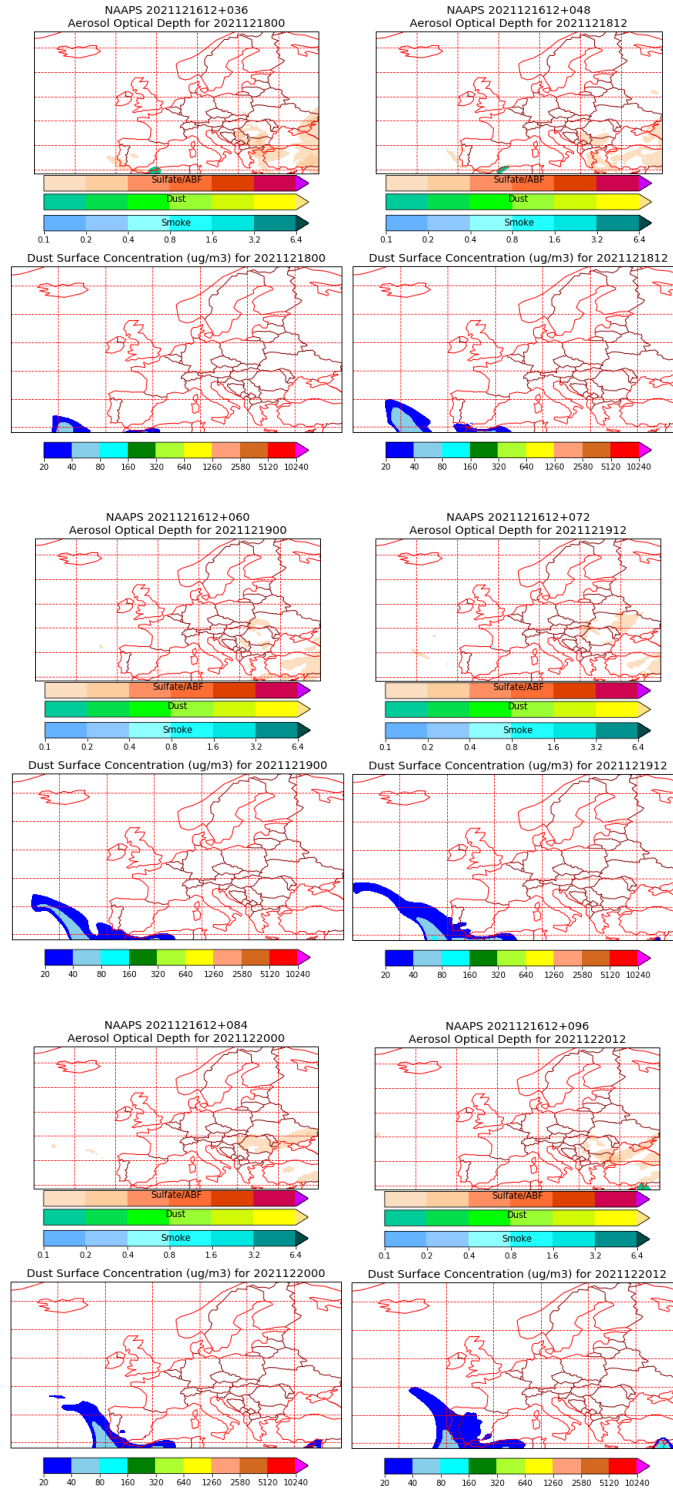 NAAPS 2021121612+036
Aerosol Optical Depth for 2021121800
Sulfate/ABF
Dust
Smoke
0.1 0.2 0.4 0.8 1.6 3.2 6.4
NAAPS 2021121612+048
Aerosol Optical Depth for 2021121812
Sulfate/ABF
Dust
Smoke
0.1 0.2 0.4 0.8 1.6 3.2 6.4
Dust Surface Concentration (ug/m3) for 2021121800
20 40 80 160 320 640 1260 2580 5120 10240
Dust Surface Concentration (ug/m3) for 2021121812
20 40 80 160 320 640 1260 2580 5120 10240
NAAPS 2021121612+060
Aerosol Optical Depth for 2021121900
Sulfate/ABF
Dust
Smoke
0.1 0.2 0.4 0.8 1.6 3.2 6.4
NAAPS 2021121612+072
Aerosol Optical Depth for 2021121912
Sulfate/ABF
Dust
Smoke
0.1 0.2 0.4 0.8 1.6 3.2 6.4
Dust Surface Concentration (ug/m3) for 2021121900
20 40 80 160 320 640 1260 2580 5120 10240
Dust Surface Concentration (ug/m3) for 2021121912
20 40 80 160 320 640 1260 2580 5120 10240
NAAPS 2021121612+084
Aerosol Optical Depth for 2021122000
Sulfate/ABF
Dust
Smoke
0.1 0.2 0.4 0.8 1.6 3.2 6.4
NAAPS 2021121612+096
Aerosol Optical Depth for 2021122012
Sulfate/ABF
Dust
Smoke
0.1 0.2 0.4 0.8 1.6 3.2 6.4
Dust Surface Concentration (ug/m3) for 2021122000
20 40 80 160 320 640 1260 2580 5120 10240
Dust Surface Concentration (ug/m3) for 2021122012
20 40 80 160 320 640 1260 2580 5120 10240